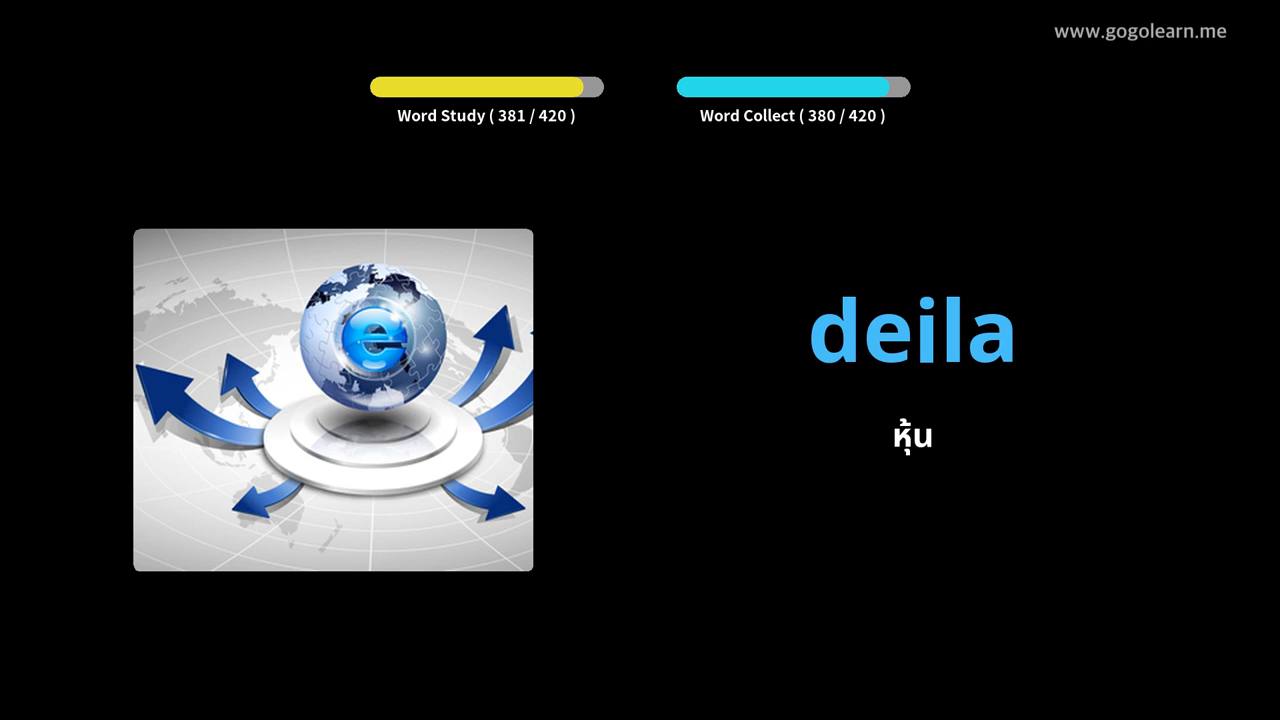 www.gogolearn.me
Word Study ( 381 / 420 )
Word Collect ( 380 / 420 )
e
deila
หุ้น